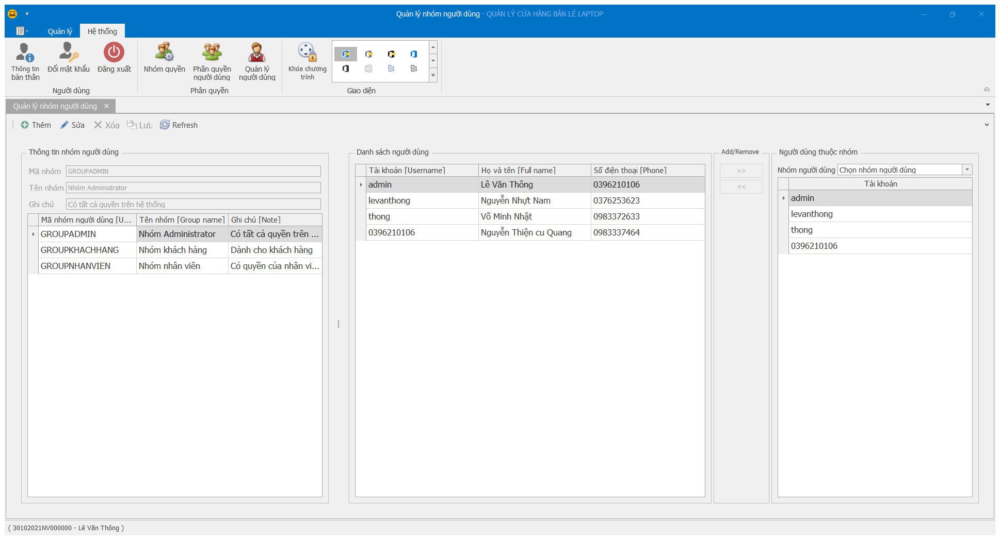 Quản lý nhóm người dùng - QUẢN LÝ CỬA HÀNG BÁN LẺ LAPTOP
Quản lý
Hệ thống
Thông tin
bản thân
Đổi mật khẩu
Đăng xuất
Người dùng
Nhóm quyền
Phân quyền
người dùng
Quản lý
người dùng
Phân quyền
Khóa chương
trình
Giao diện
Quản lý nhóm người dùng
Thêm
Sửa
Xóa
Lưu
Refresh
Thông tin nhóm người dùng
Mã nhóm GROUPADMIN
Tên nhóm Nhóm Administrator
Ghi chú Có tất cả quyền trên hệ thống
Mã nhóm người dùng [U... Tên nhóm [Group name] Ghi chú [Note]
GROUPADMIN Nhóm Administrator Có tất cả quyền trên ...
GROUPKHACHHANG Nhóm khách hàng Dành cho khách hàng
GROUPNHANVIEN Nhóm nhân viên Có quyền của nhân vi...
Danh sách người dùng
Tài khoản [Username] Họ và tên [Full name] Số điện thoại [Phone]
admin Lê Văn Thông 0396210106
levanthong Nguyễn Nhựt Nam 0376253623
thong Võ Minh Nhật 0983372633
0396210106 Nguyễn Thiện cu Quang 0983337464
Add/Remove
>>
<<
Người dùng thuộc nhóm
Nhóm người dùng Chọn nhóm người dùng
Tài khoản
admin
levanthong
thong
0396210106
( 30102021NV000000 - Lê Văn Thông )